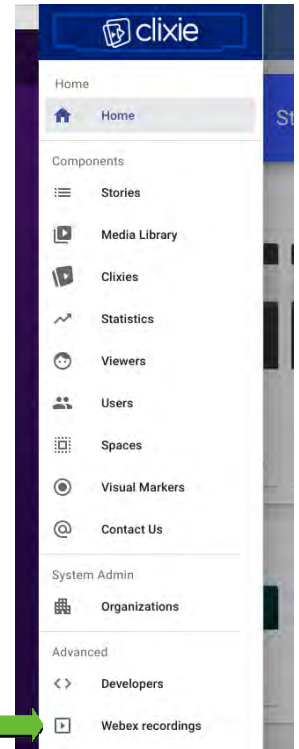 clixie
Home
Home
St
Components
Stories
Media Library
Clixies
Statistics
Viewers
Users
Spaces
Visual Markers
Contact Us
System Admin
Organizations
Advanced
Developers
Webex recordings